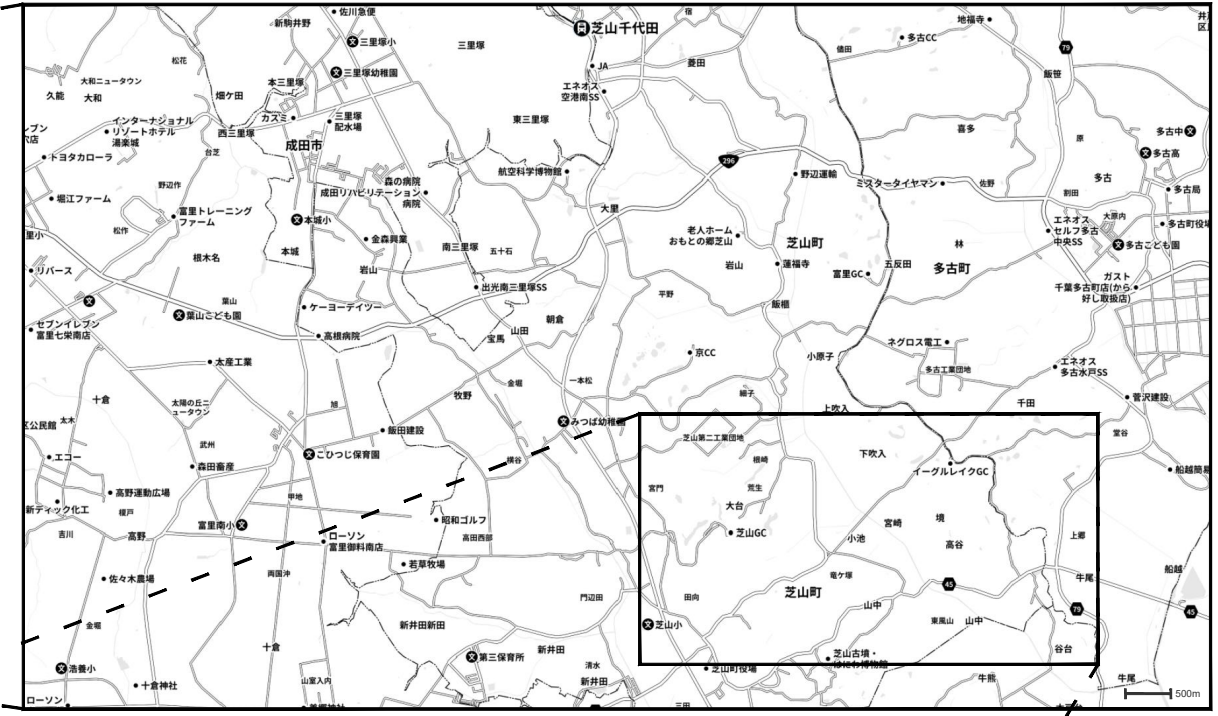 佐川急便
新駒井野
三里塚小
三里塚
芝山千代田
宿
地福寺
多古CC
79
飯笹
JA
菱田
エネオス
空港南SS
松花
大和ニュータウン
久能
大和
畑ケ田
本三里塚
三里塚幼稚園
カスミ
三里塚
配水場
西三里塚
インターナショナル
リゾートホテル
湯楽城
成田市
東三里塚
喜多
原
多古中
多古高
多古
多古局
トヨタカローラ
台芝
野辺作
堀江ファーム
富里トレーニング
ファーム
松作
根木名
本城小
本城
森の病院
成田リハビリテーション
病院
航空科学博物館
296
野辺運輸
ミスタータイヤマン
佐野
割田
大原内
多古町役場
エネオス
セルフ多古
中央SS
多古こども園
大里
金森興業
岩山
南三里塚
五十石
老人ホーム
おもとの郷芝山
芝山町
岩山
蓮福寺
富里GC
五反田
林
多古町
ガスト
千葉多古町店(から
好し取扱店)
リバース
葉山
葉山こども園
ケーヨーデイツー
出光南三里塚SS
平野
飯櫃
セブンイレブン
富里七栄南店
高根病院
宝馬
山田
朝倉
京CC
小原子
ネグロス電工
多古工業団地
エネオス
多古水戸SS
太産工業
十倉
太陽の丘ニ
ュータウン
旭
牧野
金堀
一本松
細子
上吹入
千田
菅沢建設
太木
武州
飯田建設
みつば幼稚園
芝山第二工業団地
下吹入
堂谷
エコー
森田畜産
こひつじ保育園
横谷
根崎
イーグルレイクGC
高野運動広場
新ディック化工
榎戸
甲地
宮門
荒生
大台
宮崎
境
吉川
高野
富里南小
ローソン
富里御料南店
昭和ゴルフ
高田西部
芝山GC
小池
高谷
上郷
佐々木農場
両国沖
若草牧場
門辺田
田向
芝山町
竜ケ塚
45
牛尾
船越
79
45
金堀
新井田新田
芝山小
山中
東風山
山中
十倉
新井田
谷台
浩養小
第三保育所
清水
芝山町役場
芝山古墳・
はにわ博物館
十倉神社
山室入内
新井田
牛熊
牛尾
ローソン
500m